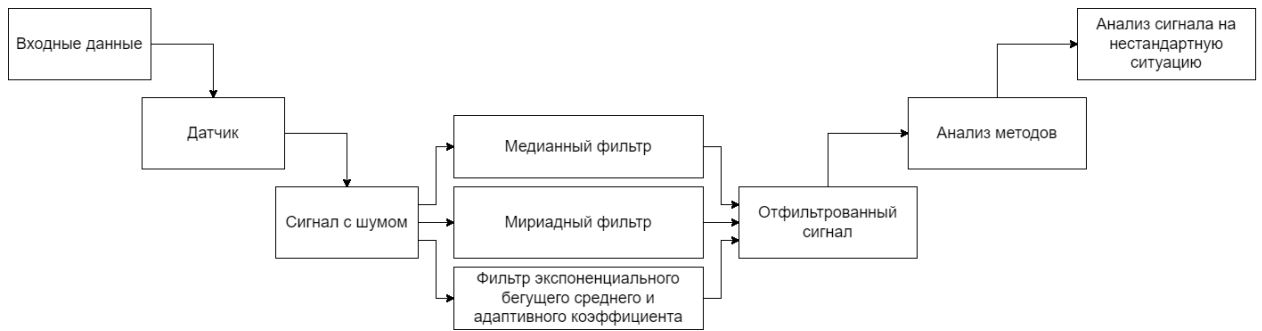 Входные данные
Датчик
Сигнал с шумом
Медианный фильтр
Мириадный фильтр
Фильтр экспоненциального
бегущего среднего и
адаптивного коэффициента
Отфильтрованный
сигнал
Анализ методов
Анализ сигнала на
нестандартную
ситуацию